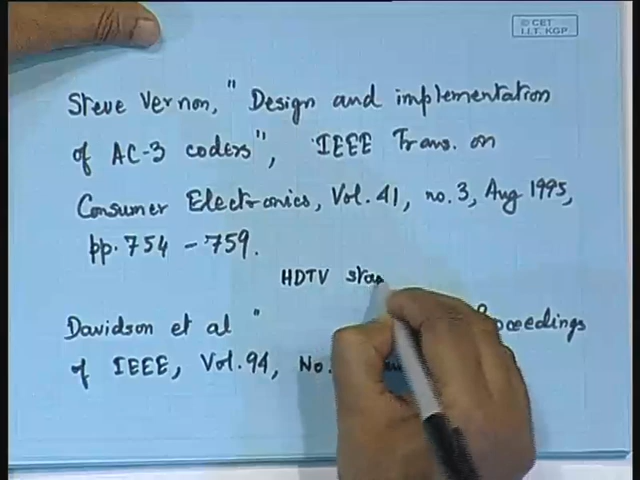 © CET
I.I.T. KGP
Steve Vernon, "Design and implementation
of AC-3 coders", IEEE Trans. on
Consumer Electronics, Vol. 41, no. 3, Aug 1995,
pp. 754 - 759.
HDTV sta
Davidson et al "
of IEEE, Vol. 94, No.